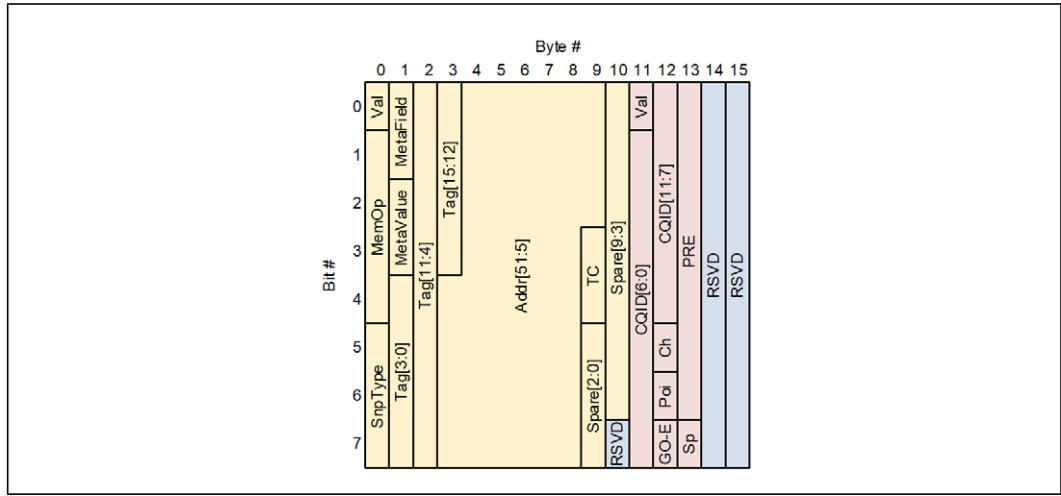 Byte #
0 1 2 3 4 5 6 7 8 9 10 11 12 13 14 15
Bit #
0
1
2
3
4
5
6
7
Val
MemOp
SnpType
MetaField
MetaValue
Tag[3:0]
Tag[11:4]
Tag[15:12]
Addr[51:5]
TC
Spare[2:0]
Spare[9:3]
RSVD
Val
CQID[6:0]
CQID[11:7]
Ch
Poi
GO-E
PRE
Sp
RSVD
RSVD